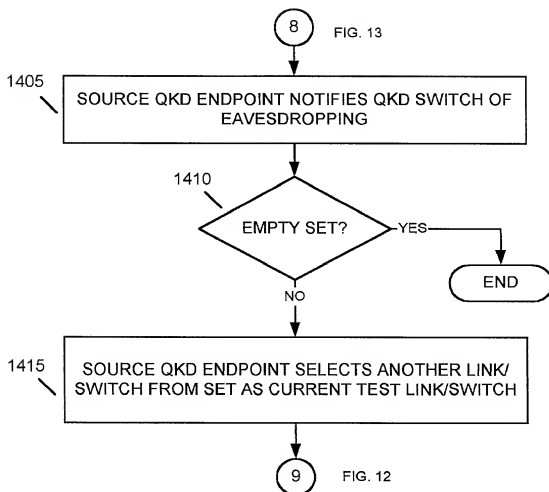 8
FIG. 13
1405
SOURCE QKD ENDPOINT NOTIFIES QKD SWITCH OF
EAVESDROPPING
1410
EMPTY SET?
YES
END
NO
1415
SOURCE QKD ENDPOINT SELECTS ANOTHER LINK/
SWITCH FROM SET AS CURRENT TEST LINK/SWITCH
9
FIG. 12